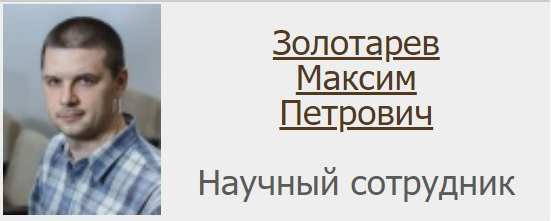 Золотарев
Максим
Петрович
Научный сотрудник